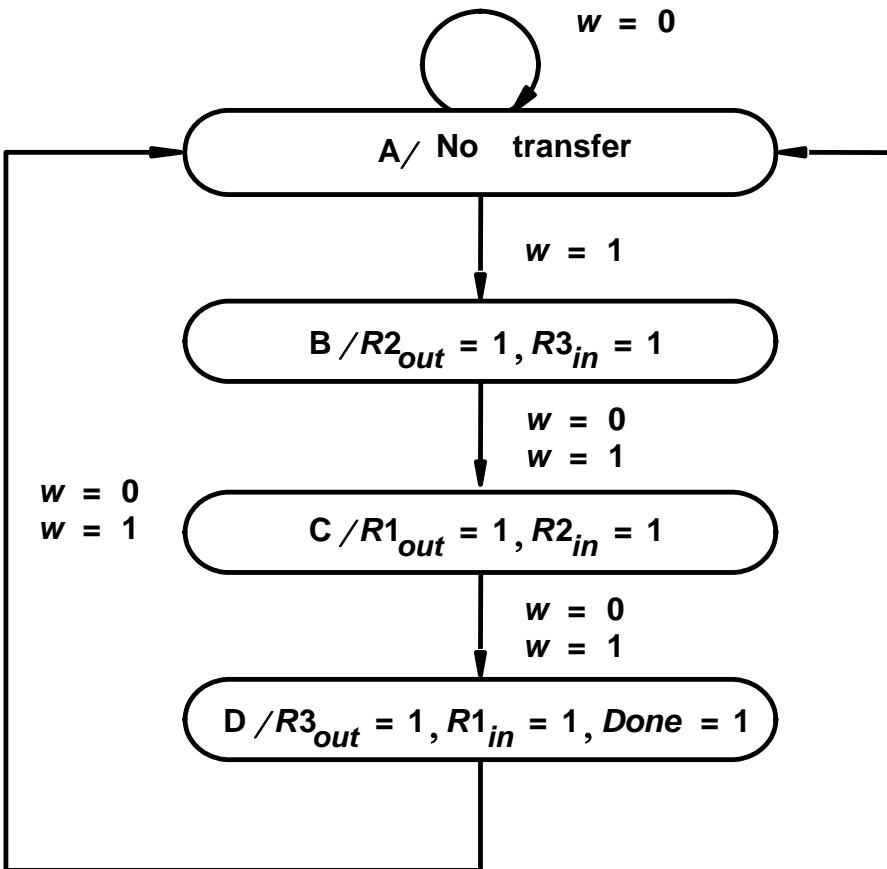 w = 0
A/ No transfer
w = 1
B /R2out = 1, R3in = 1
w = 0
w = 1
w = 0
w = 1
C /R1out = 1, R2in = 1
w = 0
w = 1
D /R3out = 1, R1in = 1, Done = 1